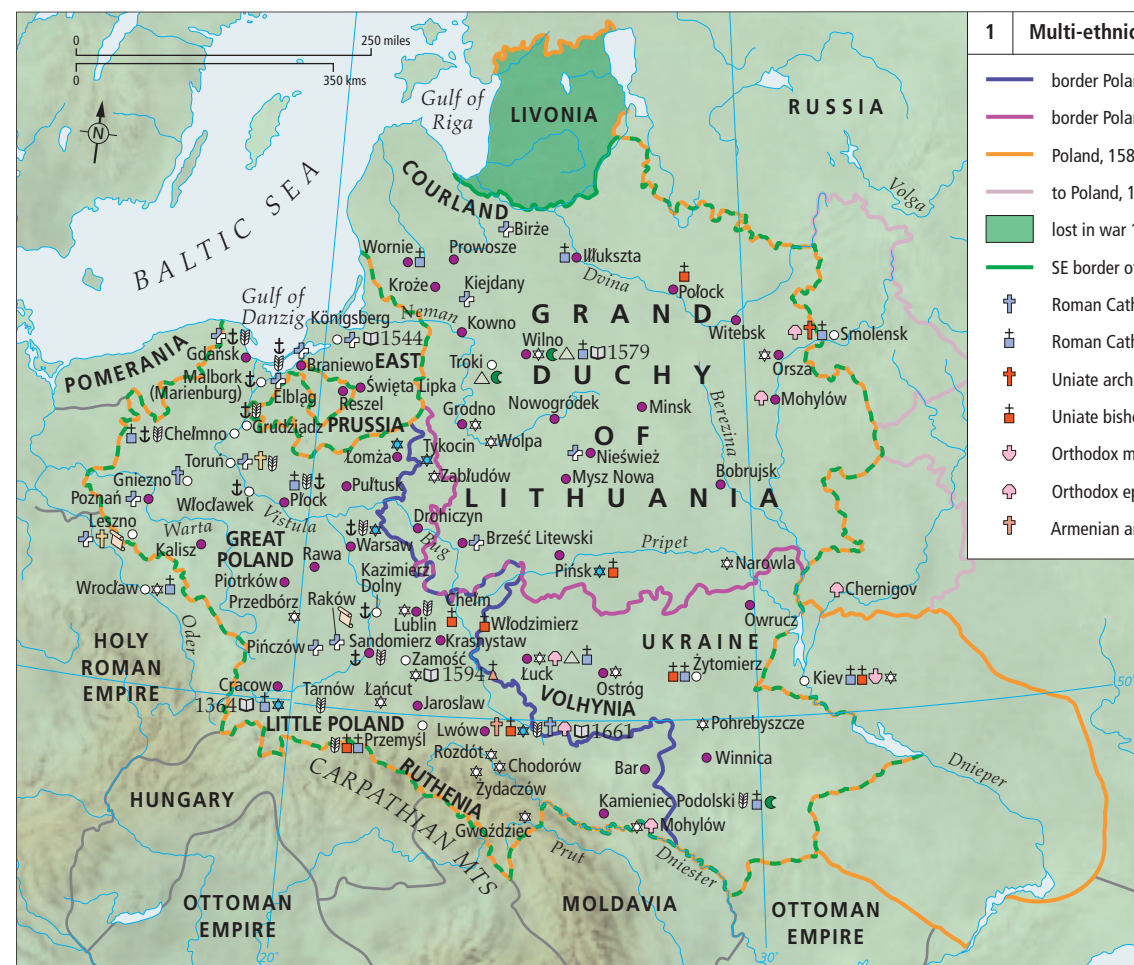 0
250 miles
0
350 kms
N
Gulf of
Riga
LIVONIA
RUSSIA
Volga
BALTIC SEA
COURLAND
Birże
Wornie
Prowosze
Iłłukszta
Dvina
Kroże
Kiejdany
Połock
Gulf of
Danzig
Königsberg
1544
Neman
Kowno
GRAND
Witebsk
Smolensk
POMERANIA
Gdańsk
Braniewo
EAST
Wilno
1579
Orsza
Troki
DUCHY
Malbork
(Marienburg)
Elbląg
Święta Lipka
Reszel
PRUSSIA
Nowogródek
Minsk
Berezina
Mohylów
Grodno
Chełmno
Grudziądz
Wolpa
OF
Nieśwież
Toruń
Łomża
Tykocin
Zabłudów
Mysz Nowa
Bobrujsk
Gniezno
Poznań
Włocławek
Płock
Pułtusk
LITHUANIA
Leszno
Warta
Vistula
Kalisz
GREAT
POLAND
Warsaw
Drohiczyn
Bug
Brześć Litewski
Pripet
Rawa
Pińsk
Narowla
Wrocław
Oder
Piotrków
Przedbórz
Kazimierz
Dolny
Raków
Chełm
Lublin
Włodzimierz
Chernigov
Owrucz
HOLY
ROMAN
EMPIRE
Pińczów
Sandomierz
Krasnystaw
Zamość
1594
UKRAINE
Łuck
Ostróg
Żytomierz
Kiev
50°
Cracow
1364
Tarnów
Łańcut
Jarosław
VOLHYNIA
LITTLE POLAND
Przemyśl
Lwów
1661
Pohrebyszcze
Rozdót
Chodorów
Żydaczów
Winnica
Bar
Dnieper
HUNGARY
CARPATHIAN MTS
RUTHENIA
Gwoździec
Kamieniec Podolski
Mohylów
Prut
Dniester
OTTOMAN
EMPIRE
MOLDAVIA
OTTOMAN
EMPIRE
20°
30°
1
Multi-ethnic
border Polan
border Polan
Poland, 158
to Poland, 1
lost in war 1
SE border of
Roman Cath
Roman Cath
Uniate arch
Uniate bisho
Orthodox m
Orthodox ep
Armenian ar